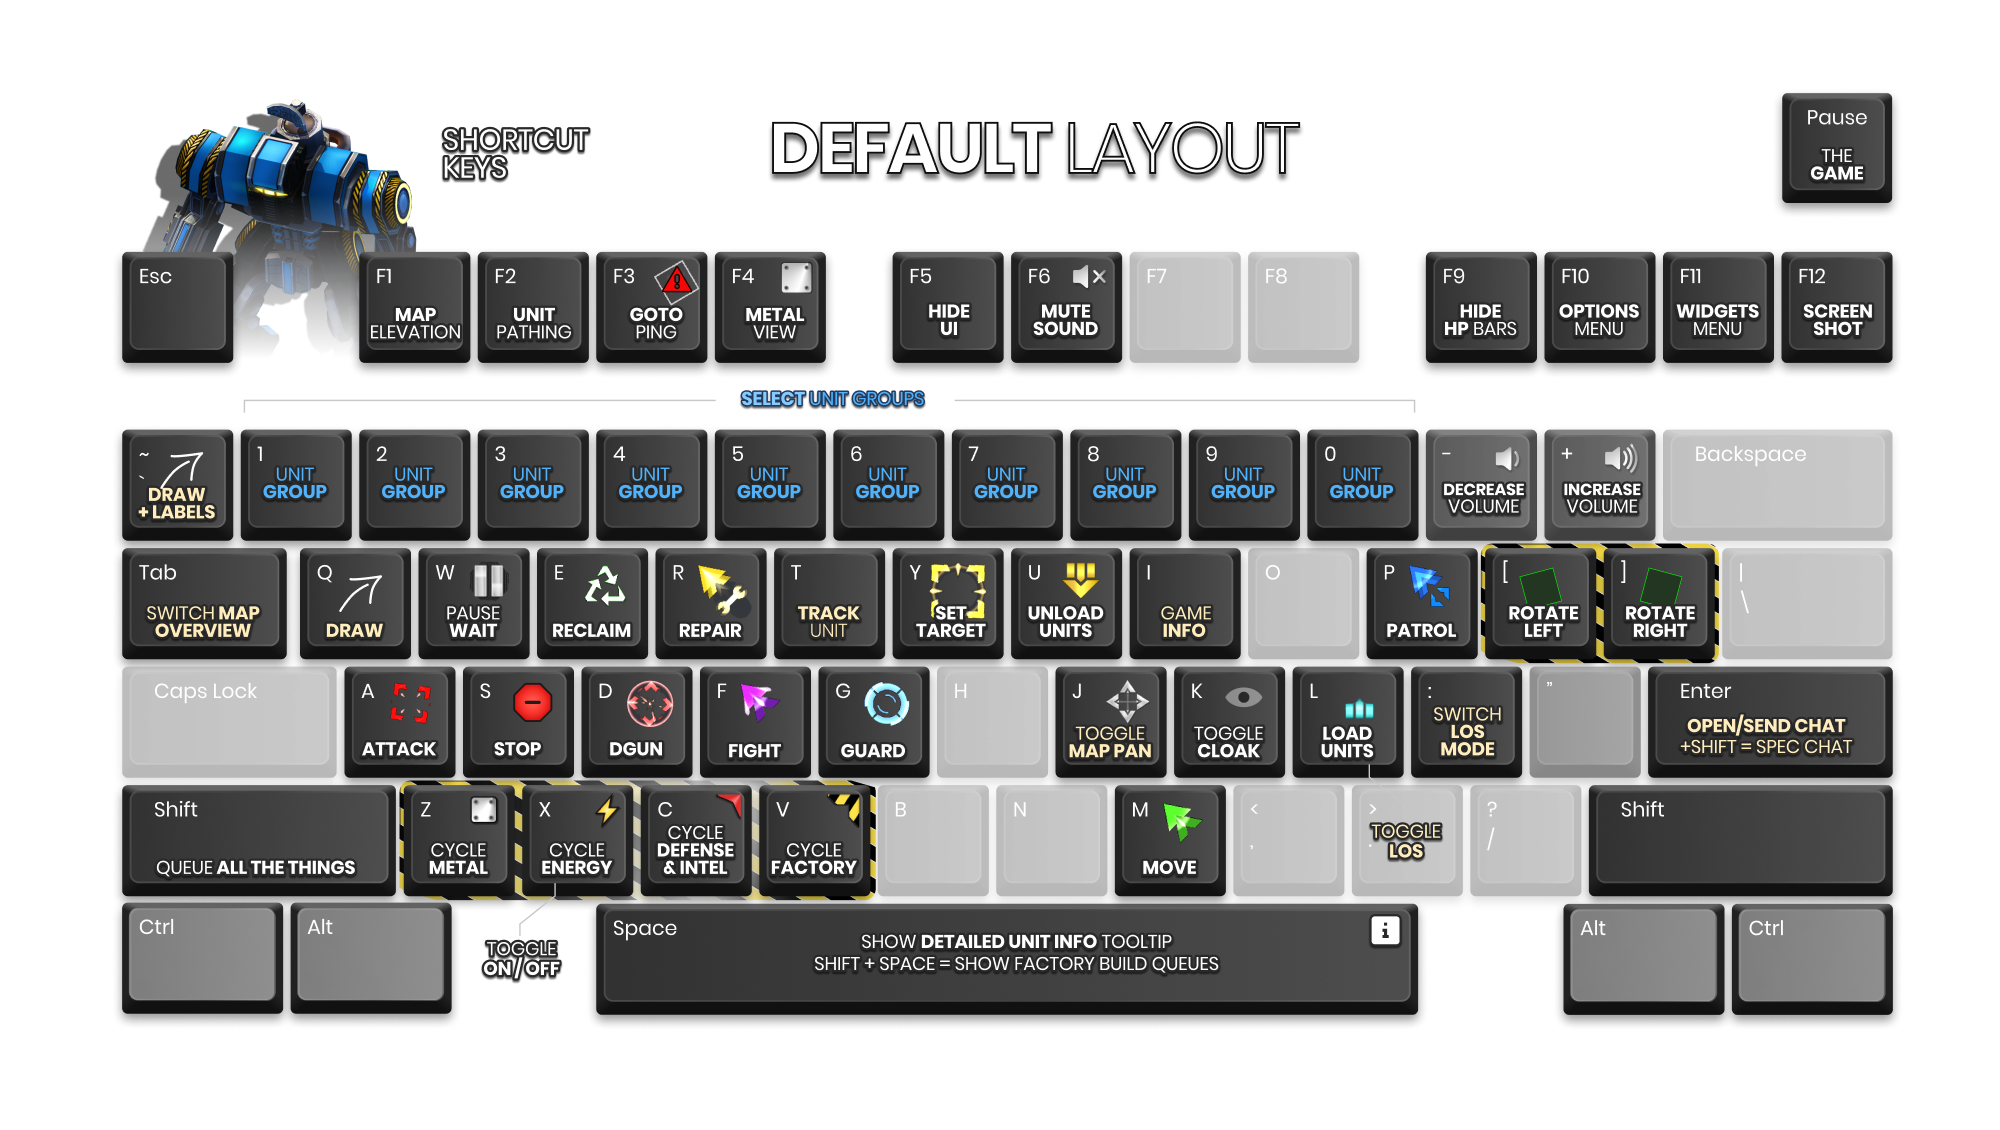 SHORTCUT
KEYS
DEFAULT LAYOUT
Pause
THE
GAME
Esc
F1
MAP
ELEVATION
F2
UNIT
PATHING
F3
GOTO
PING
F4
METAL
VIEW
F5
HIDE
UI
F6
MUTE
SOUND
F7
F8
F9
HIDE
HP BARS
F10
OPTIONS
MENU
F11
WIDGETS
MENU
F12
SCREEN
SHOT
SELECT UNIT GROUPS
~
`
DRAW
+ LABELS
1
UNIT
GROUP
2
UNIT
GROUP
3
UNIT
GROUP
4
UNIT
GROUP
5
UNIT
GROUP
6
UNIT
GROUP
7
UNIT
GROUP
8
UNIT
GROUP
9
UNIT
GROUP
0
UNIT
GROUP
-
DECREASE
VOLUME
+
INCREASE
VOLUME
Backspace
Tab
SWITCH MAP
OVERVIEW
Q
DRAW
W
PAUSE
WAIT
E
RECLAIM
R
REPAIR
T
TRACK
UNIT
Y
SET
TARGET
U
UNLOAD
UNITS
I
GAME
INFO
O
P
PATROL
[
ROTATE
LEFT
]
ROTATE
RIGHT
|
\
Caps Lock
A
ATTACK
S
STOP
D
DGUN
F
FIGHT
G
GUARD
H
J
TOGGLE
MAP PAN
K
TOGGLE
CLOAK
L
LOAD
UNITS
:
SWITCH
LOS
MODE
"
Enter
OPEN/SEND CHAT
+SHIFT = SPEC CHAT
Shift
QUEUE ALL THE THINGS
Z
CYCLE
METAL
X
CYCLE
ENERGY
C
CYCLE
DEFENSE
& INTEL
V
CYCLE
FACTORY
B
N
M
MOVE
<
,
>
.
TOGGLE
LOS
?
/
Shift
Ctrl
Alt
TOGGLE
ON/OFF
Space
SHOW DETAILED UNIT INFO TOOLTIP
SHIFT + SPACE = SHOW FACTORY BUILD QUEUES
i
Alt
Ctrl